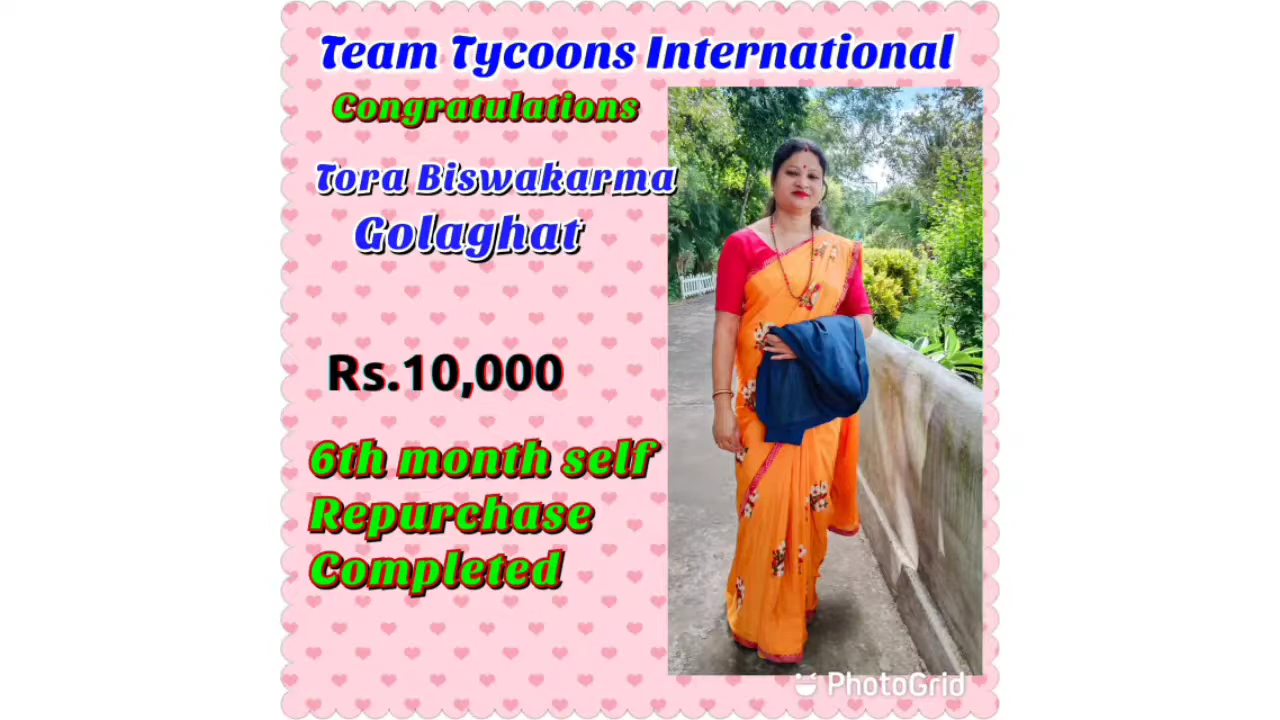 Team Tycoons International
Congratulations
Tora Biswakarma
Golaghat
Rs.10,000
6th month self
Repurchase
Completed
PhotoGrid